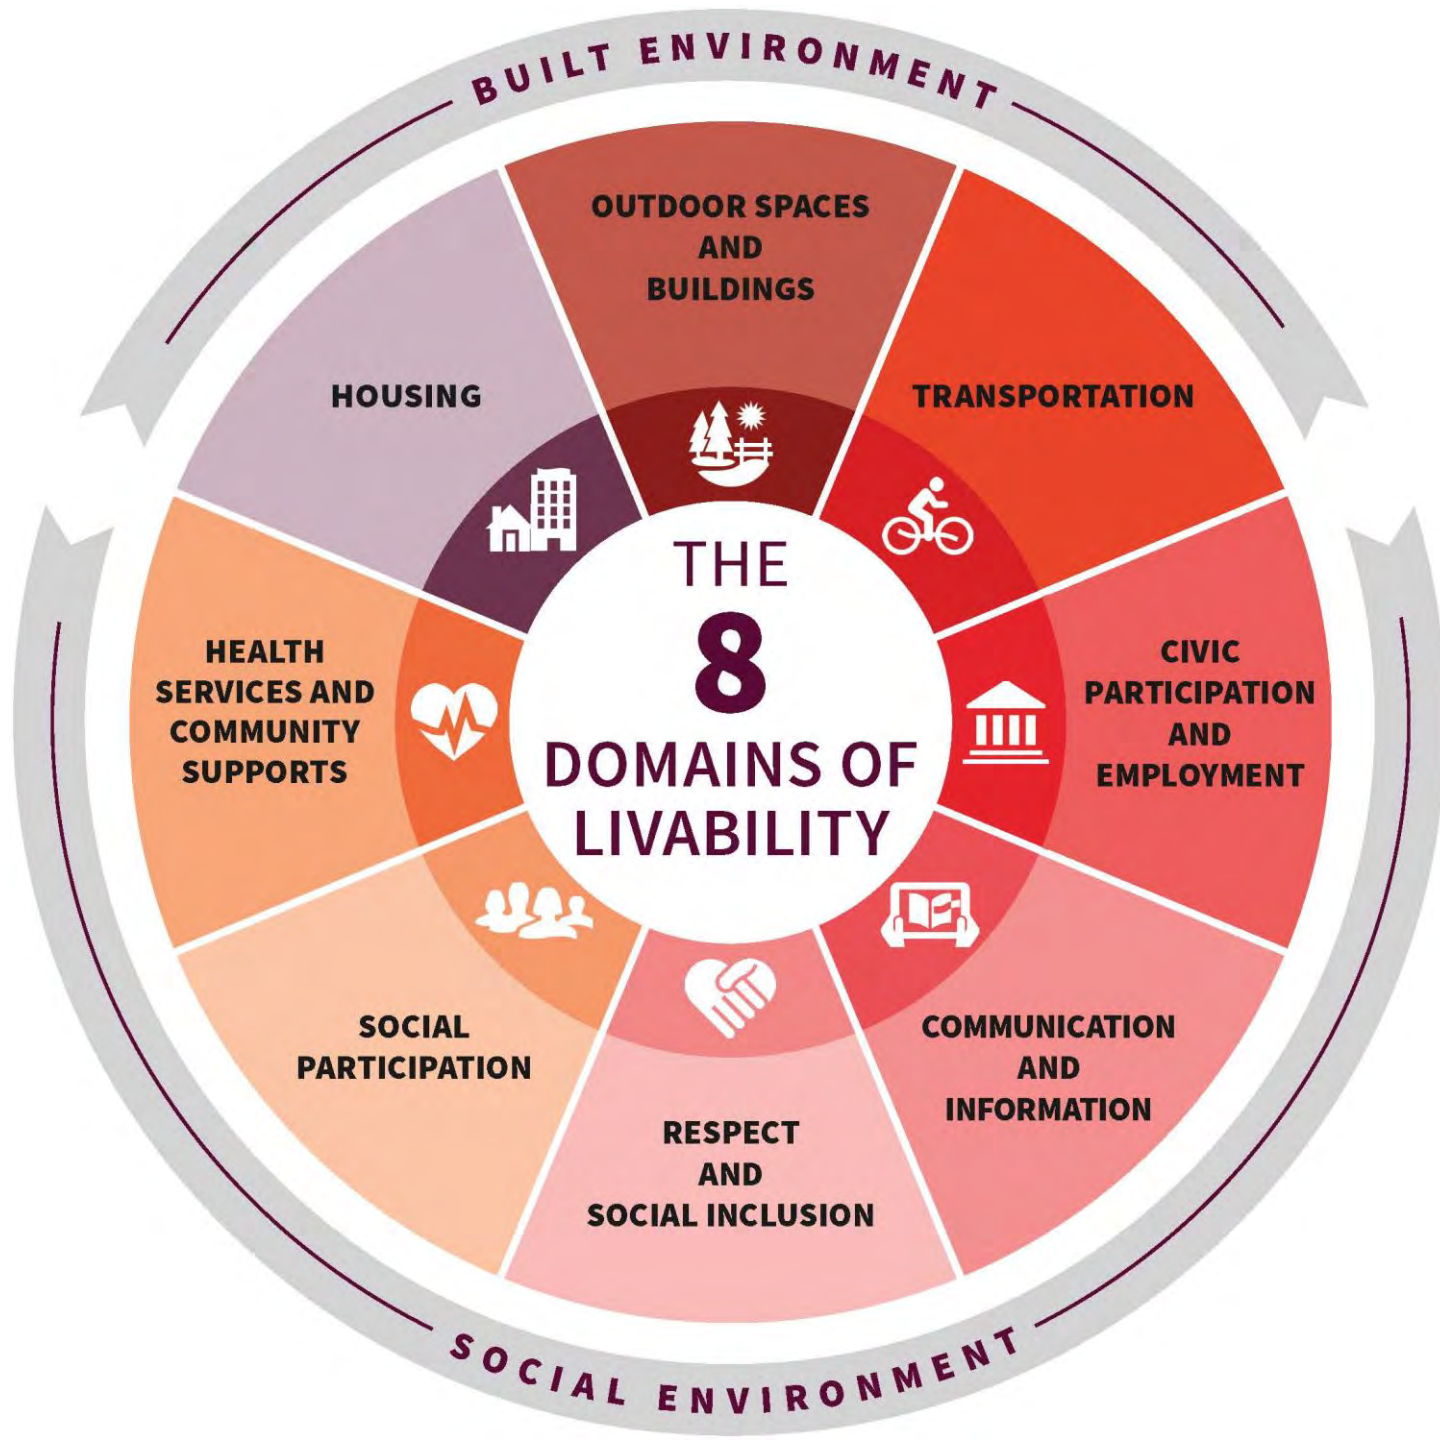 BUILT ENVIRONMENT
OUTDOOR SPACES
AND
BUILDINGS
HOUSING
TRANSPORTATION
THE
8
DOMAINS OF
LIVABILITY
HEALTH
SERVICES AND
COMMUNITY
SUPPORTS
CIVIC
PARTICIPATION
AND
EMPLOYMENT
SOCIAL
PARTICIPATION
COMMUNICATION
AND
INFORMATION
RESPECT
AND
SOCIAL INCLUSION
SOCIAL ENVIRONMENT